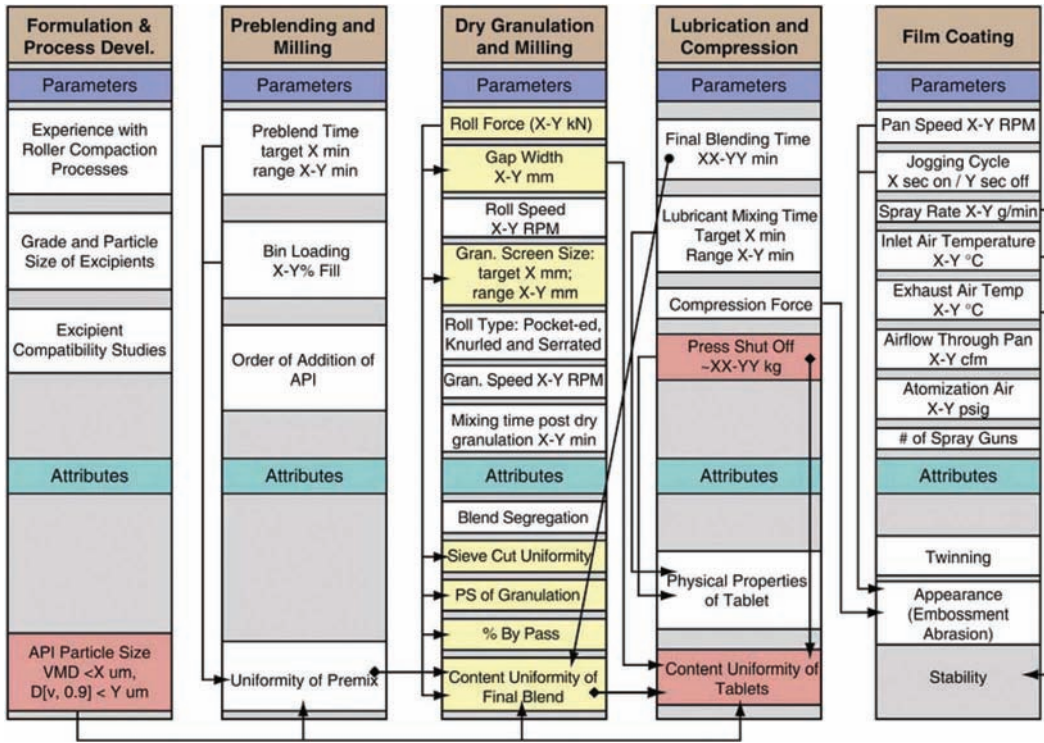 Formulation &
Process Devel.
Parameters
Experience with
Roller Compaction
Processes
Grade and Particle
Size of Excipients
Excipient
Compatibility Studies
Attributes
API Particle Size
VMD <X um,
D[v, 0.9] < Y um
Preblending and
Milling
Parameters
Preblend Time
target X min
range X-Y min
Bin Loading
X-Y% Fill
Order of Addition of
API
Attributes
Uniformity of Premix
Dry Granulation
and Milling
Parameters
Roll Force (X-Y kN)
Gap Width
X-Y mm
Roll Speed
X-Y RPM
Gran. Screen Size:
target X mm;
range X-Y mm
Roll Type: Pocket-ed,
Knurled and Serrated
Gran. Speed X-Y RPM
Mixing time post dry
granulation X-Y min
Attributes
Blend Segregation
Sieve Cut Uniformity
PS of Granulation
% By Pass
Content Uniformity of
Final Blend
Lubrication and
Compression
Parameters
Final Blending Time
XX-YY min
Lubricant Mixing Time
Target X min
Range X-Y min
Compression Force
Press Shut Off
~XX-YY kg
Attributes
Physical Properties
of Tablet
Content Uniformity of
Tablets
Film Coating
Parameters
Pan Speed X-Y RPM
Jogging Cycle
X sec on / Y sec off
Spray Rate X-Y g/min
Inlet Air Temperature
X-Y °C
Exhaust Air Temp
X-Y °C
Airflow Through Pan
X-Y cfm
Atomization Air
X-Y psig
# of Spray Guns
Attributes
Twinning
Appearance
(Embossment
Abrasion)
Stability